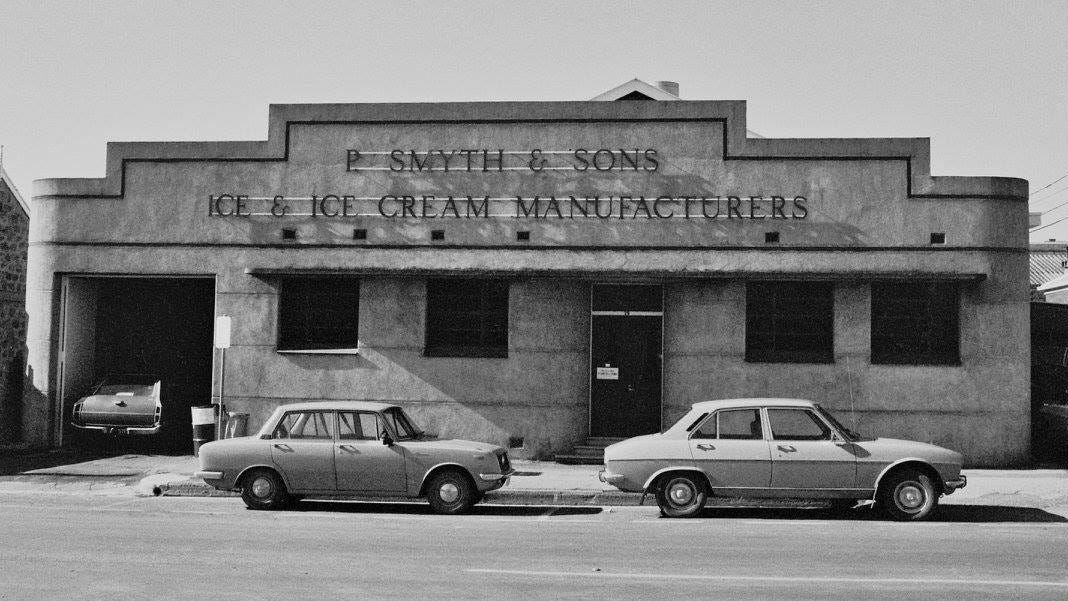 P. SMYTH & SONS
ICE & ICE CREAM MANUFACTURERS